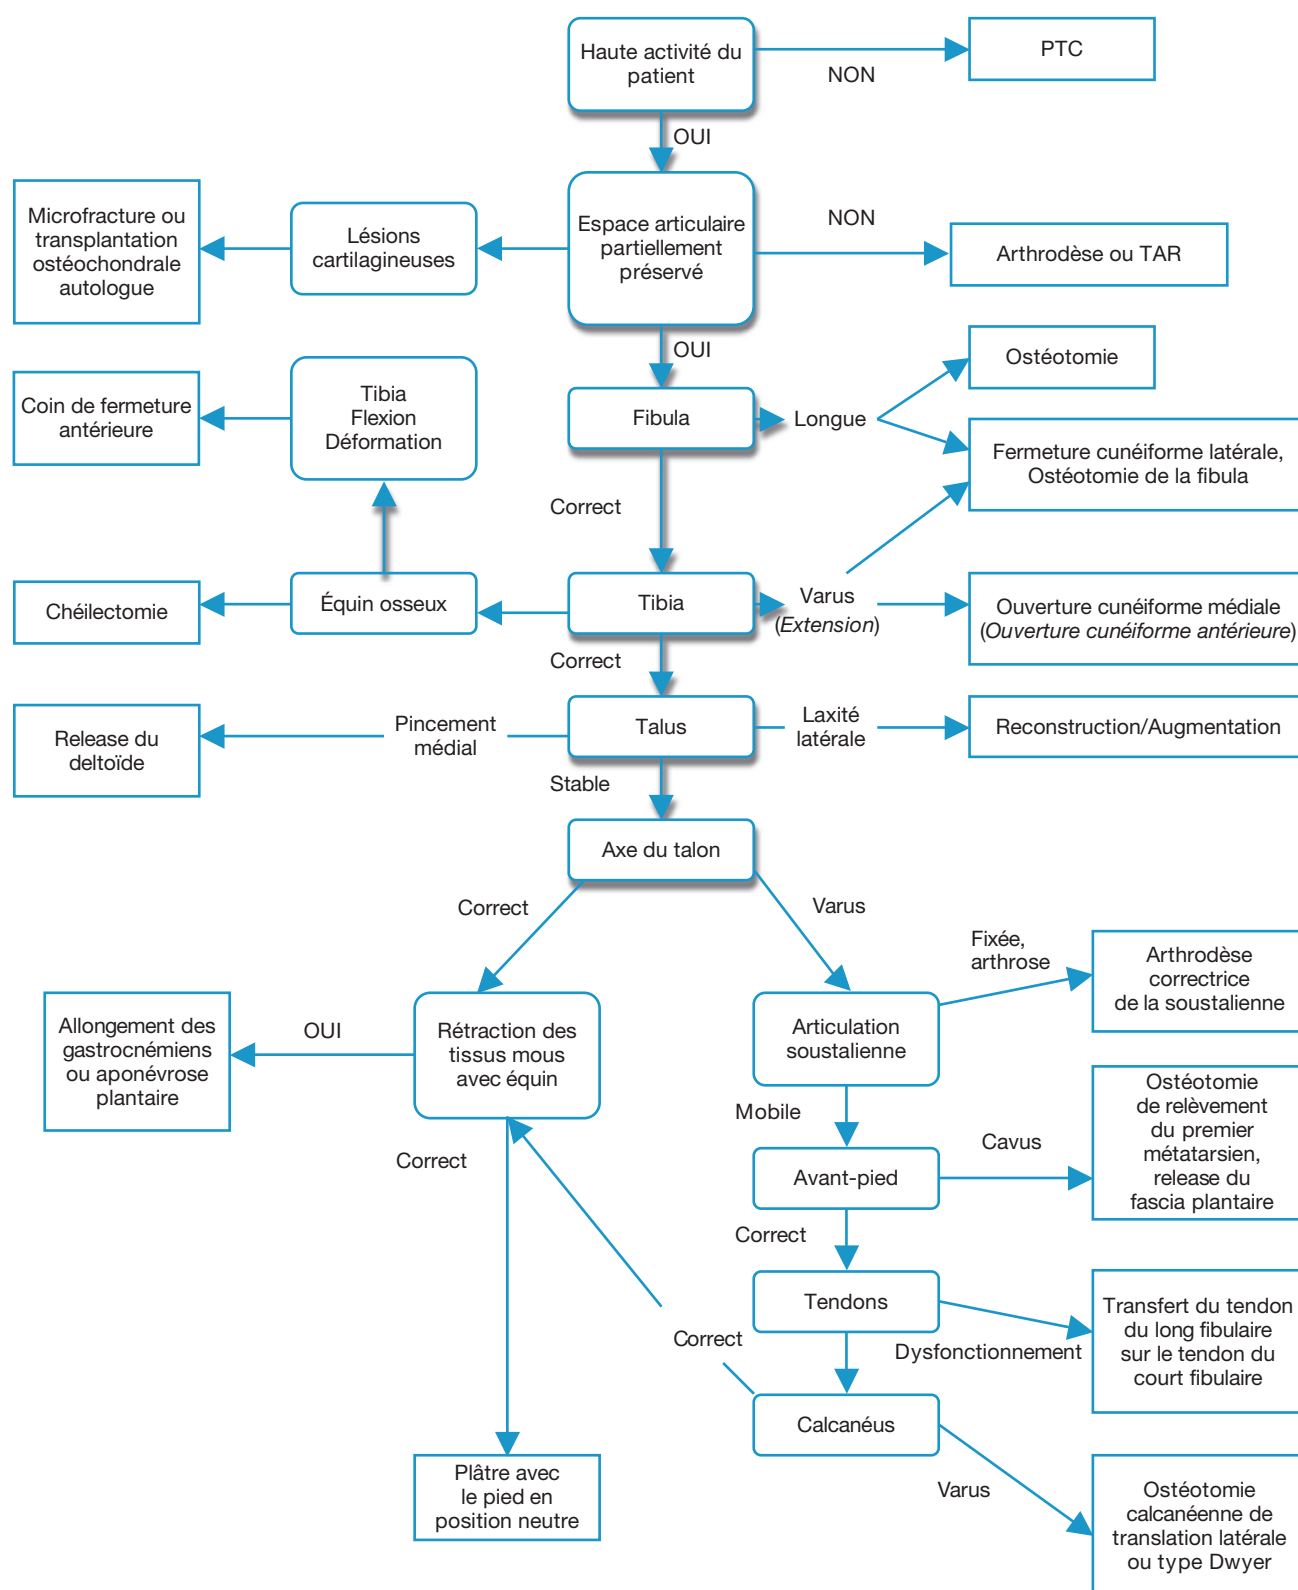 Haute activité du
patient
NON
PTC
OUI
Microfracture ou
transplantation
ostéochondrale
autologue
Lésions
cartilagineuses
Espace articulaire
partiellement
préservé
NON
Arthrodèse ou TAR
OUI
Coin de fermeture
antérieure
Tibia
Flexion
Déformation
Fibula
Longue
Ostéotomie
Fermeture cunéiforme latérale,
Ostéotomie de la fibula
Correct
Chéilectomie
Équin osseux
Tibia
Varus
(Extension)
Ouverture cunéiforme médiale
(Ouverture cunéiforme antérieure)
Correct
Release du
deltoïde
Pincement
médial
Talus
Laxité
latérale
Reconstruction/Augmentation
Stable
Axe du talon
Correct
Varus
Fixée,
arthrose
Arthrodèse
correctrice
de la soustalienne
Allongement des
gastrocnémiens
ou aponévrose
plantaire
OUI
Rétraction des
tissus mous
avec équin
Articulation
soustalienne
Mobile
Correct
Avant-pied
Cavus
Ostéotomie
de relèvement
du premier
métatarsien,
release du
fascia plantaire
Correct
Tendons
Dysfonctionnement
Transfert du tendon
du long fibulaire
sur le tendon du
court fibulaire
Correct
Calcanéus
Varus
Plâtre avec
le pied en
position neutre
Ostéotomie
calcanéenne de
translation latérale
ou type Dwyer